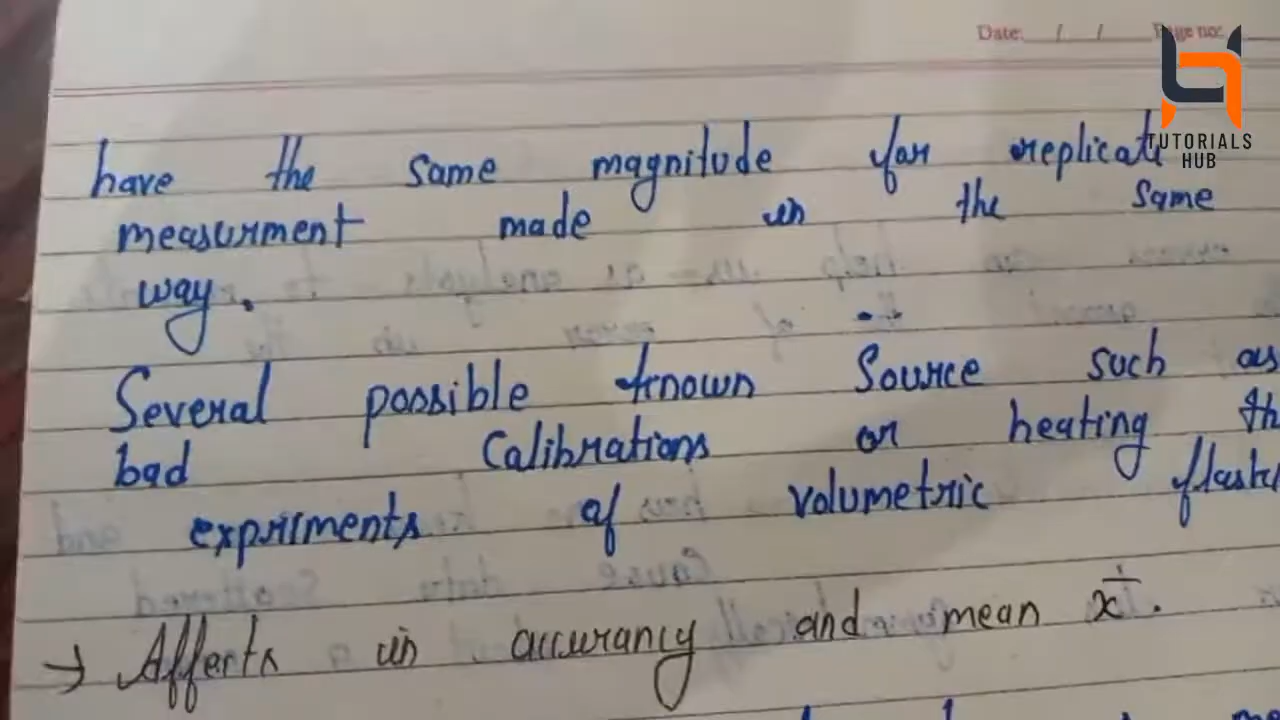 Date: / / Page no:
TUTORIALS
HUB
have the same magnitude for replicate
measurment made in the same
way.
Several possible known Source such as
bad Calibrations or heating th
expriments of volumetric flask
→ Affects in accurancy and mean x̄.